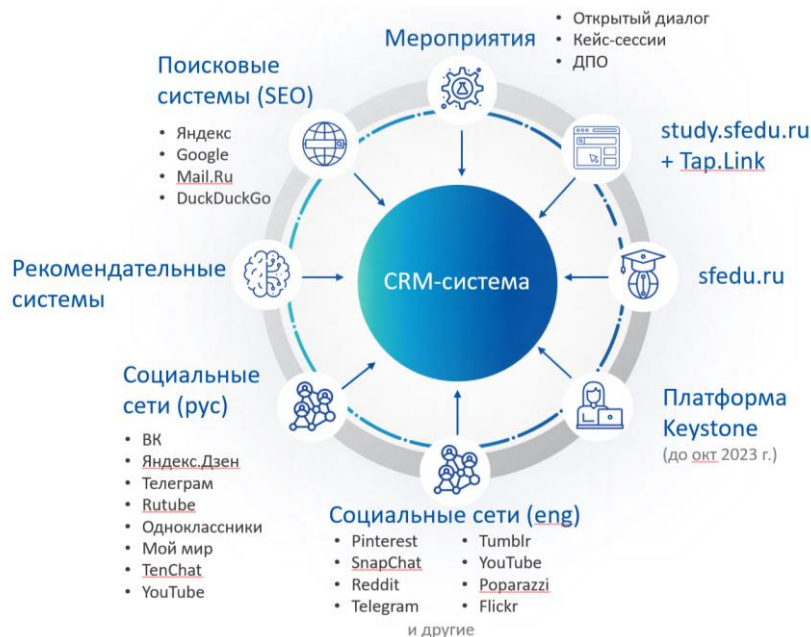 Мероприятия
• Открытый диалог
• Кейс-сессии
• ДПО
Поисковые
системы (SEO)
• Яндекс
• Google
• Mail.Ru
• DuckDuckGo
study.sfedu.ru
+ Tap.Link
Рекомендательные
системы
CRM-система
sfedu.ru
Социальные
сети (рус)
• ВК
• Яндекс.Дзен
• Телеграм
• Rutube
• Одноклассники
• Мой мир
• TenChat
• YouTube
Платформа
Keystone
(до окт 2023 г.)
Социальные сети (eng)
• Pinterest
• SnapChat
• Reddit
• Telegram
• Tumblr
• YouTube
• Poparazzi
• Flickr
и другие